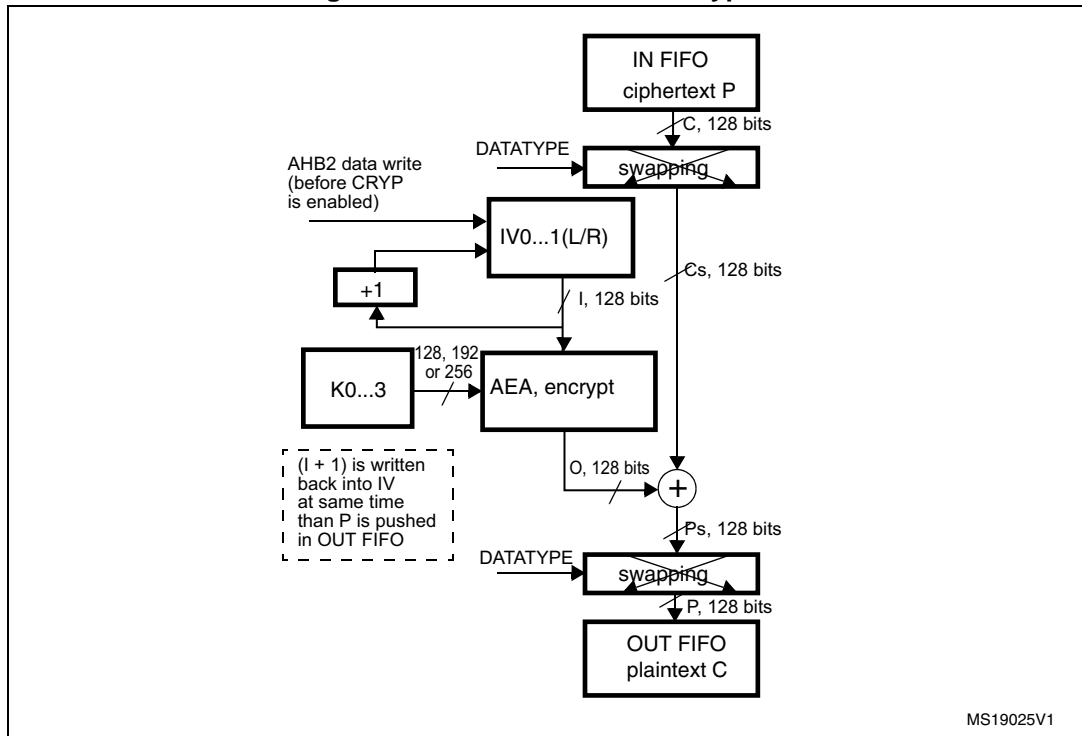 IN FIFO
ciphertext P
C, 128 bits
DATATYPE
swapping
AHB2 data write
(before CRYP
is enabled)
IV0...1(L/R)
Cs, 128 bits
+1
I, 128 bits
128, 192
or 256
K0...3
AEA, encrypt
(I + 1) is written
back into IV
at same time
than P is pushed
in OUT FIFO
O, 128 bits
+
Ps, 128 bits
DATATYPE
swapping
P, 128 bits
OUT FIFO
plaintext C
MS19025V1